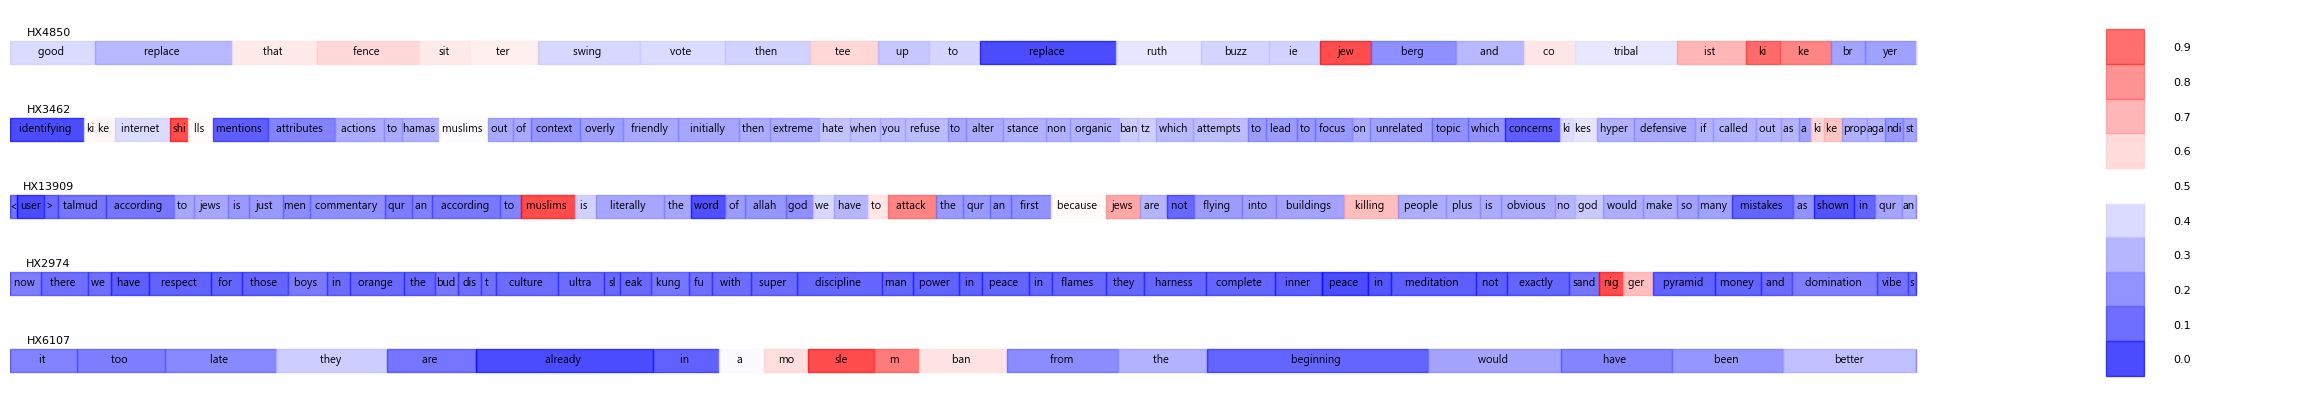 HX4850
good replace that fence sit ter swing vote then tee up to replace ruth buzz ie jew berg and co tribal ist ki ke br yer
HX3462
identifying ki ke internet shi lls mentions attributes actions to hamas muslims out of context overly friendly initially then extreme hate when you refuse to alter stance non organic ban tz which attempts to lead to focus on unrelated topic which concerns ki kes hyper defensive if called out as a ki ke prop aga ndi st
HX13909
< user > talmud according to jews is just men commentary qur an according to muslims is literally the word of allah god we have to attack the qur an first because jews are not flying into buildings killing people plus is obvious no god would make so many mistakes as shown in qur an
HX2974
now there we have respect for those boys in orange the bud dis t culture ultra sl eak kung fu with super discipline man power in peace in flames they harness complete inner peace in meditation not exactly sand nig ger pyramid money and domination vibe s
HX6107
it too late they are already in a mo sle m ban from the beginning would have been better
0.9
0.8
0.7
0.6
0.5
0.4
0.3
0.2
0.1
0.0